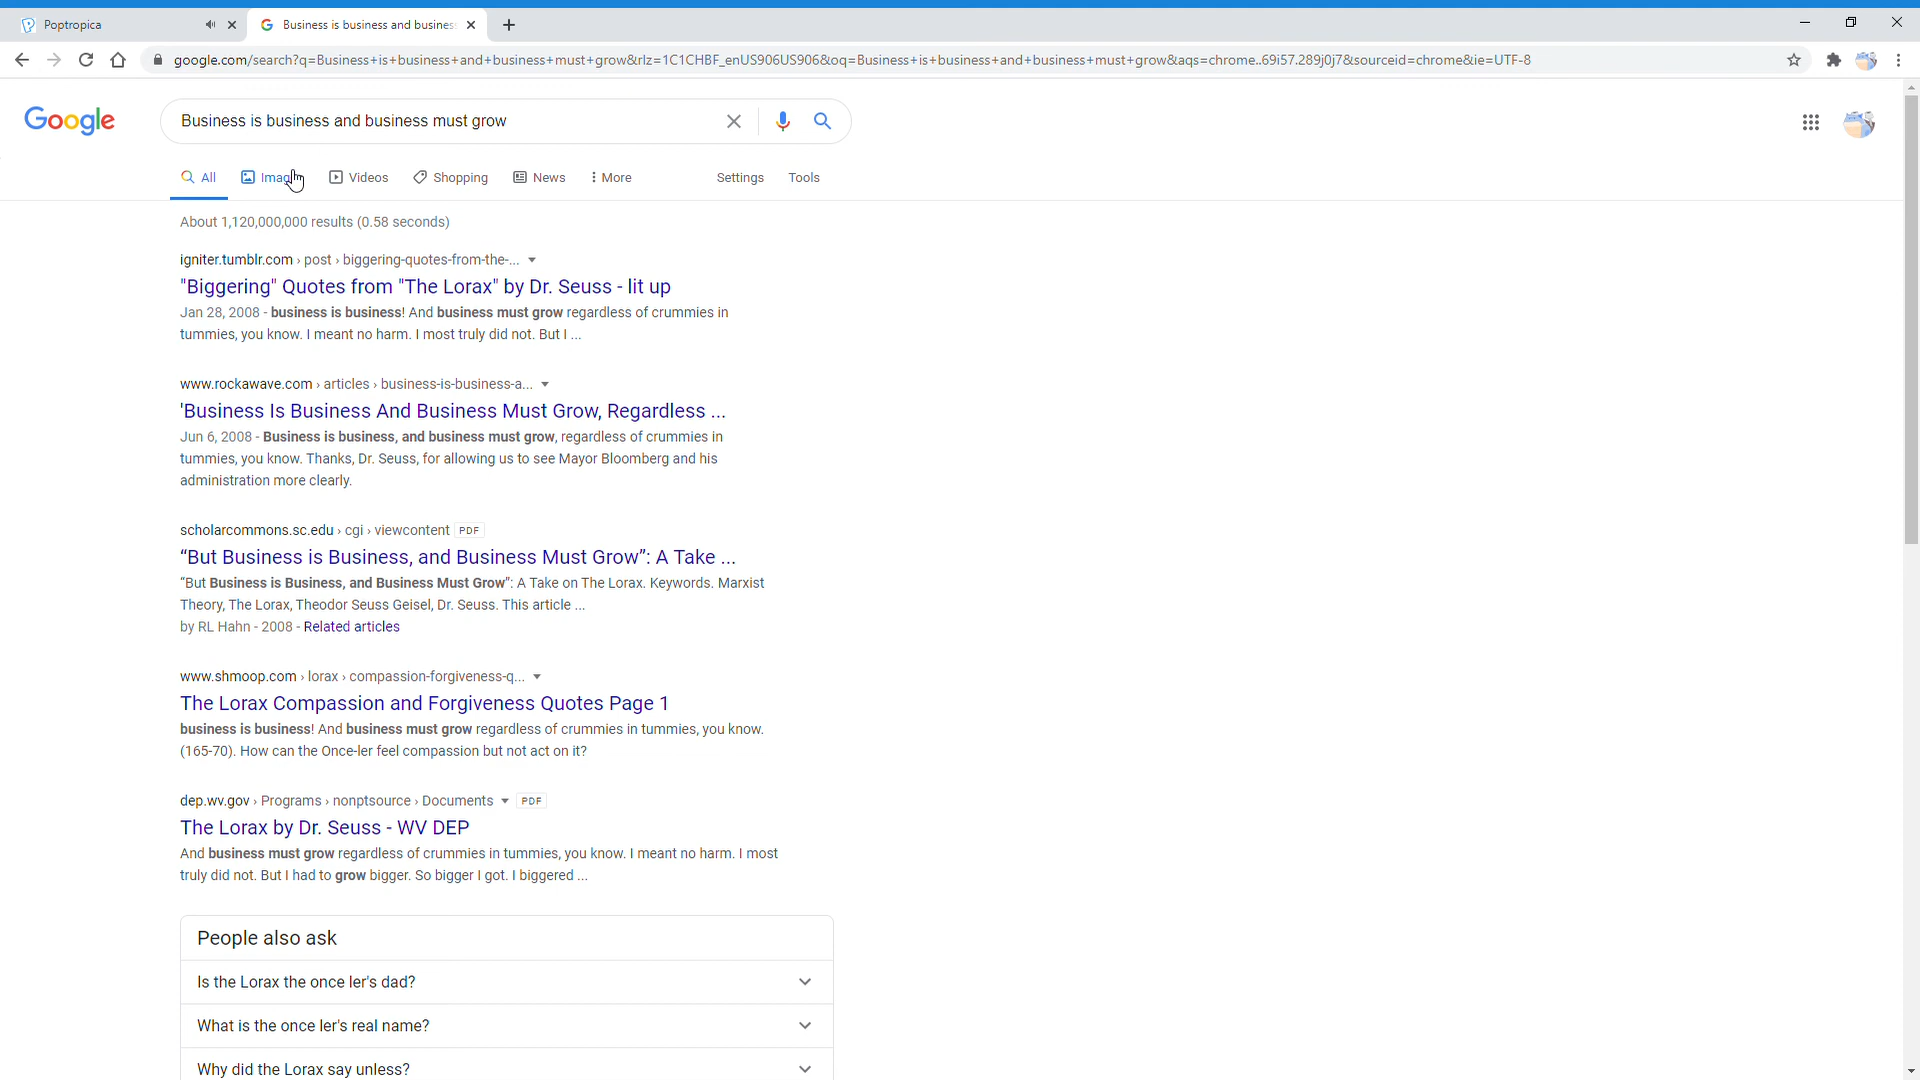 Poptropica
Business is business and busines
google.com/search?q=Business+is+business+and+business+must+grow&rlz=1C1CHBF_enUS906US906&oq=Business+is+business+and+business+must+grow&aqs=chrome..69i57.289j0j7&sourceid=chrome&ie=UTF-8
Google
Business is business and business must grow
All
Imag
Videos
Shopping
News
More
Settings
Tools
About 1,120,000,000 results (0.58 seconds)
igniter.tumblr.com › post › biggering-quotes-from-the-...
"Biggering" Quotes from "The Lorax" by Dr. Seuss - lit up
Jan 28, 2008 - business is business! And business must grow regardless of crummies in
tummies, you know. I meant no harm. I most truly did not. But I ...
www.rockawave.com › articles › business-is-business-a...
'Business Is Business And Business Must Grow, Regardless ...
Jun 6, 2008 - Business is business, and business must grow, regardless of crummies in
tummies, you know. Thanks, Dr. Seuss, for allowing us to see Mayor Bloomberg and his
administration more clearly.
scholarcommons.sc.edu › cgi › viewcontent PDF
“But Business is Business, and Business Must Grow”: A Take ...
“But Business is Business, and Business Must Grow”: A Take on The Lorax. Keywords. Marxist
Theory, The Lorax, Theodor Seuss Geisel, Dr. Seuss. This article ...
by RL Hahn - 2008 - Related articles
www.shmoop.com › lorax › compassion-forgiveness-q...
The Lorax Compassion and Forgiveness Quotes Page 1
business is business! And business must grow regardless of crummies in tummies, you know.
(165-70). How can the Once-ler feel compassion but not act on it?
dep.wv.gov › Programs › nonptsource › Documents PDF
The Lorax by Dr. Seuss - WV DEP
And business must grow regardless of crummies in tummies, you know. I meant no harm. I most
truly did not. But I had to grow bigger. So bigger I got. I biggered ...
People also ask
Is the Lorax the once ler's dad?
What is the once ler's real name?
Why did the Lorax say unless?